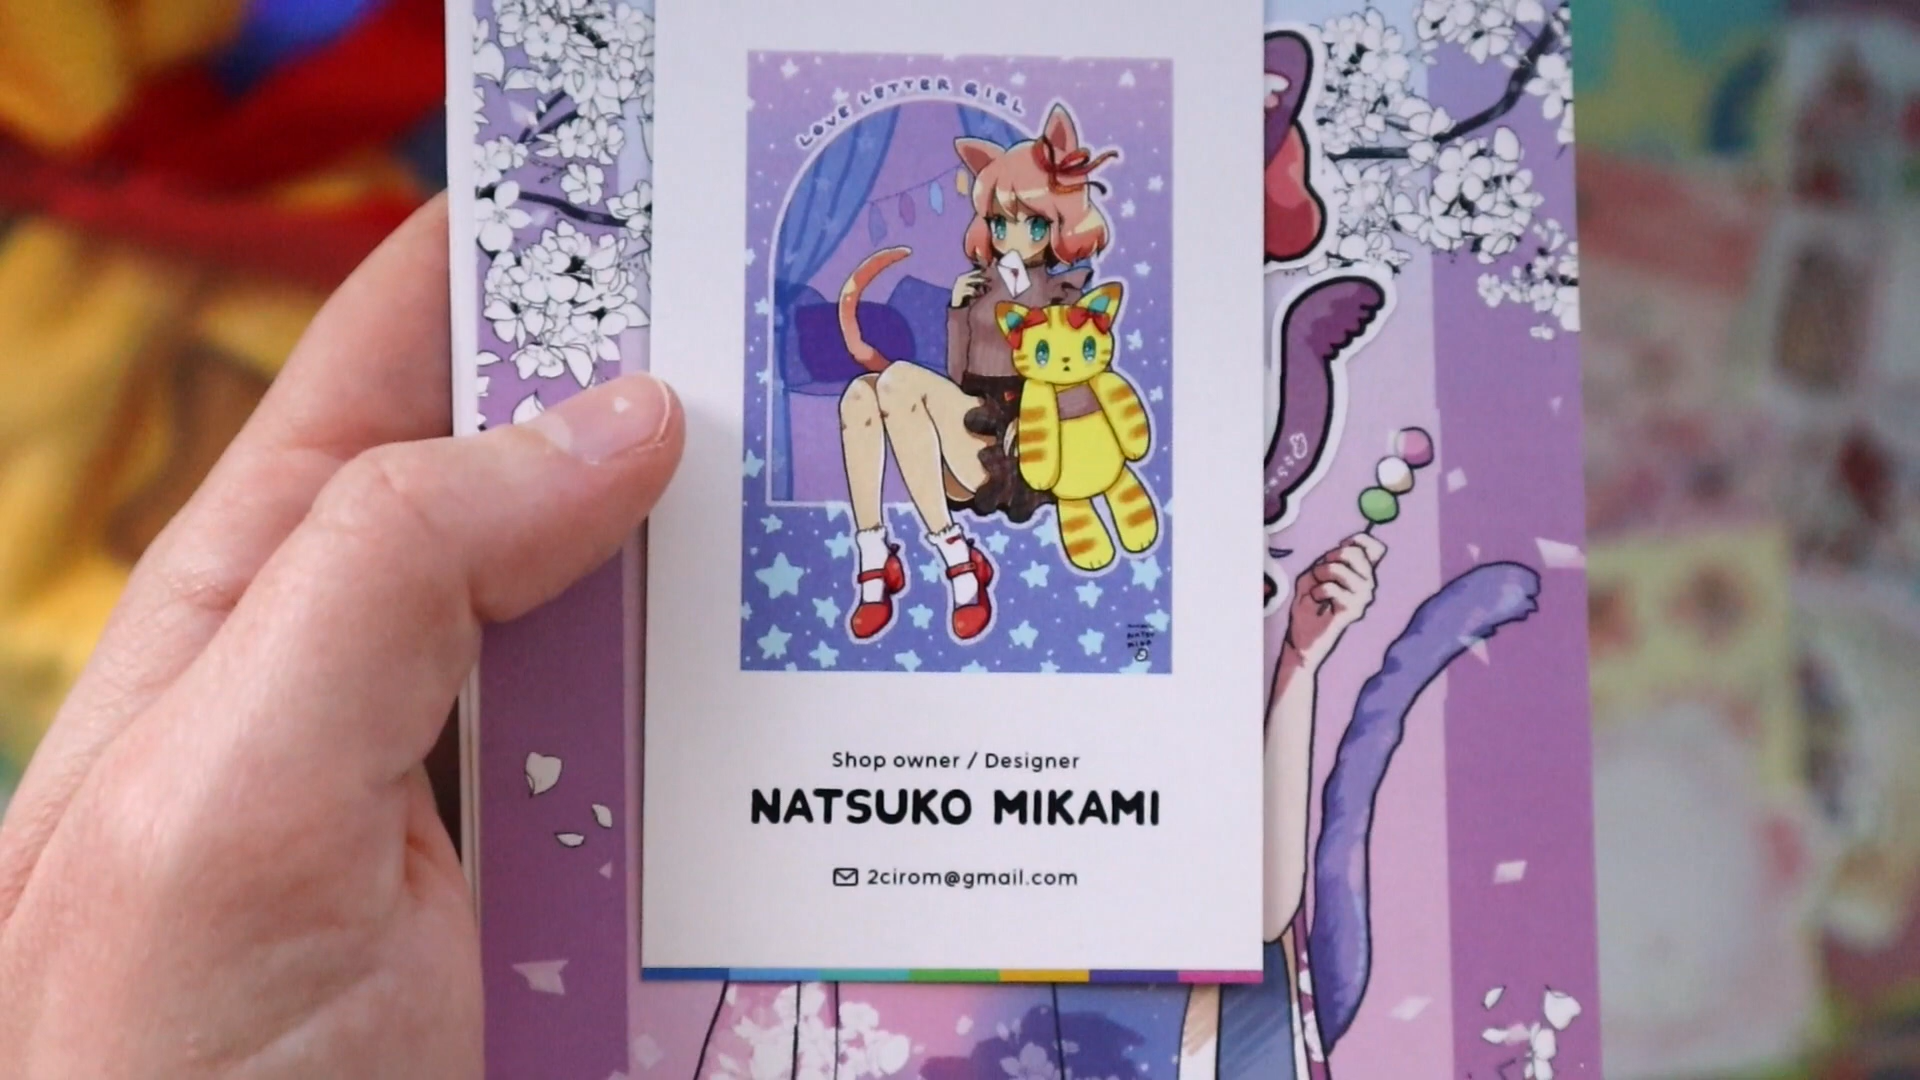 LOVE LETTER GIRL
Shop owner / Designer
NATSUKO MIKAMI
2cirom@gmail.com